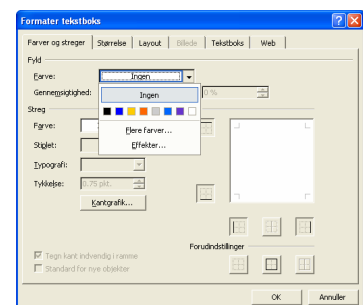 Formater tekstboks
Farver og streger Størrelse Layout Billede Tekstboks Web
Fyld
Farve: Ingen
Gennemsigtighed: 0 %
Ingen
Streg
Farve:
Flere farver...
Stiplet:
Effekter...
Typografi:
Tykkelse: 0.75 pkt.
Kantgrafik...
Forudindstillinger
Tegn kant indvendig i ramme
Standard for nye objekter
OK Annuller